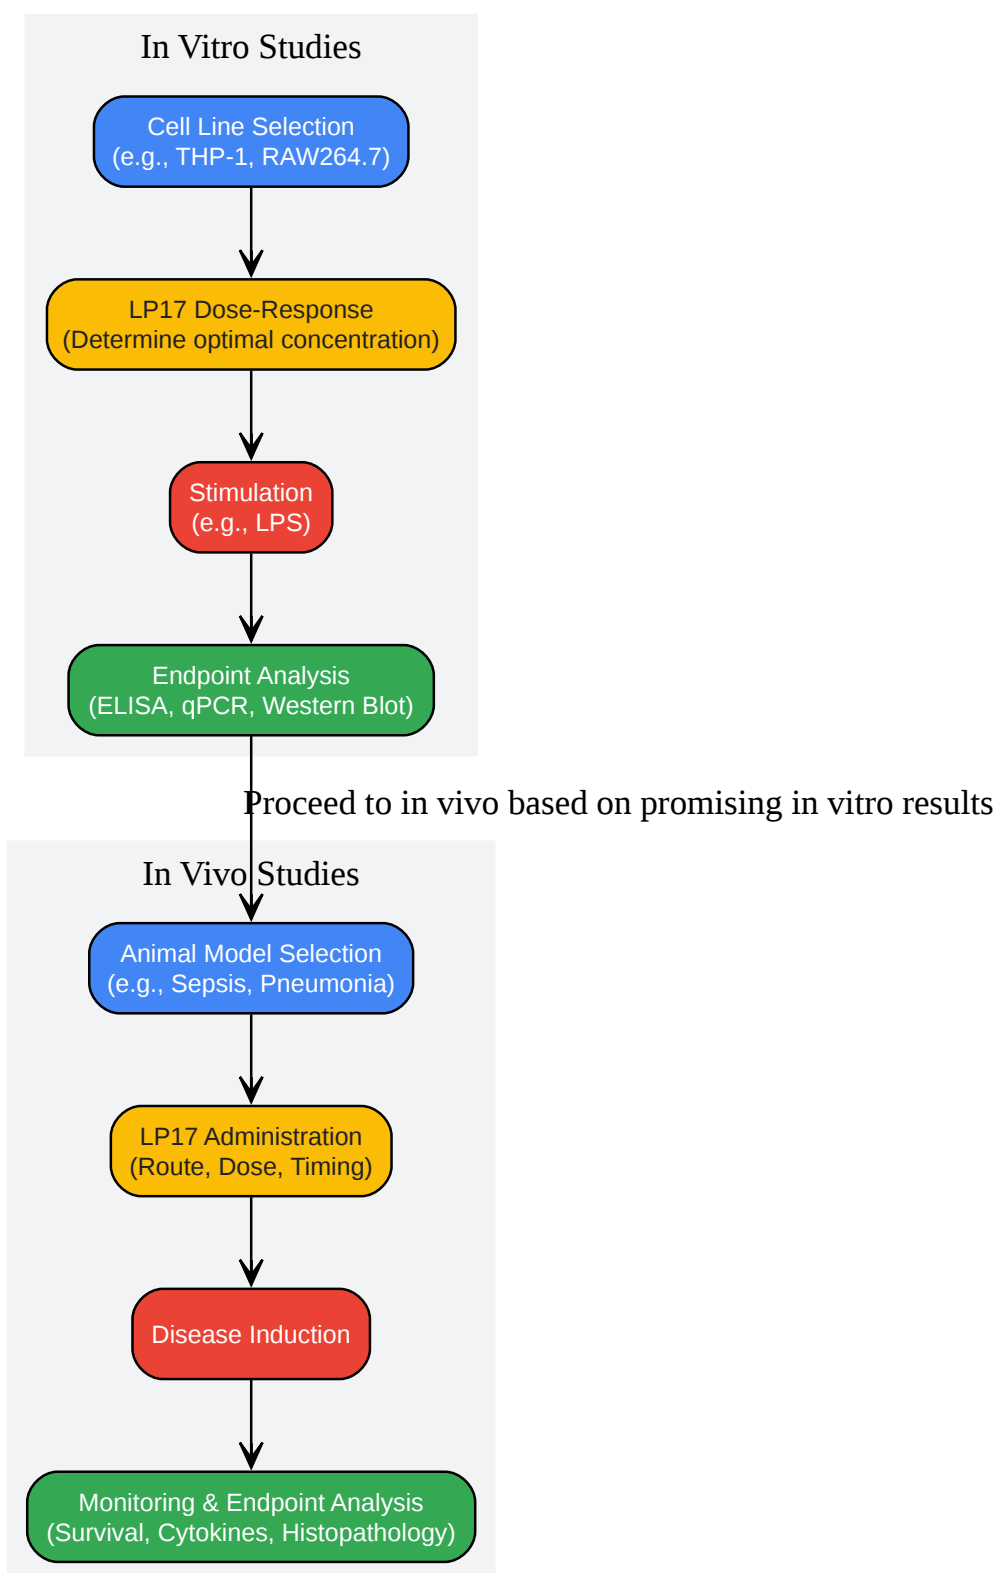 In Vitro Studies
Cell Line Selection
(e.g., THP-1, RAW264.7)
LP17 Dose-Response
(Determine optimal concentration)
Stimulation
(e.g., LPS)
Endpoint Analysis
(ELISA, qPCR, Western Blot)
Proceed to in vivo based on promising in vitro results
In Vivo Studies
Animal Model Selection
(e.g., Sepsis, Pneumonia)
LP17 Administration
(Route, Dose, Timing)
Disease Induction
Monitoring & Endpoint Analysis
(Survival, Cytokines, Histopathology)